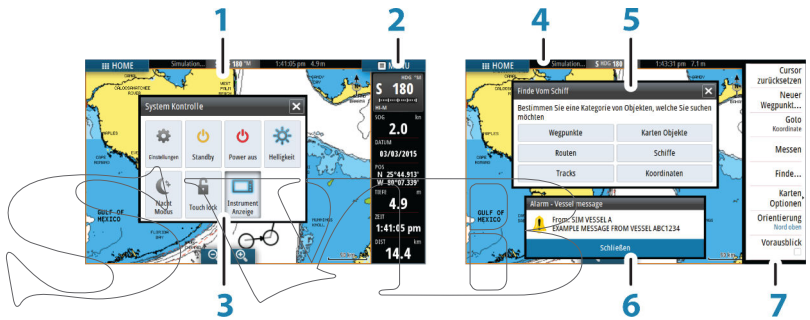 1
2
3
4
5
6
7
HOME
Simulation...
180 °M
1:41:05 pm 4.9 m
MENU
System Kontrolle
Einstellungen
Standby
Power aus
Helligkeit
Nacht
Modus
Touch lock
Instrument
Anzeige
GULF OF
MEXICO
HDG °M
S 180
SOG kn
2.0
DATUM
03/03/2015
POS
N 25°44.913'
W 80°07.339'
TIEFE m
4.9
ZEIT
1:41:05 pm
DIST km
14.4
HOME
Simulation...
S HDG 180
1:43:31 pm 7.1 m
Finde Vom Schiff
Bestimmen Sie eine Kategorie von Objekten, welche Sie suchen
möchten
Wegpunkte
Karten Objekte
Routen
Schiffe
Tracks
Koordinaten
Alarm - Vessel message
From: SIM VESSEL A
EXAMPLE MESSAGE FROM VESSEL ABC1234
Schließen
GULF OF
MEXICO
Cursor
zurücksetzen
Neuer
Wegpunkt...
Goto
Koordinate
Messen
Finde...
Karten
Optionen
Orientierung
Nord oben
Vorausblick